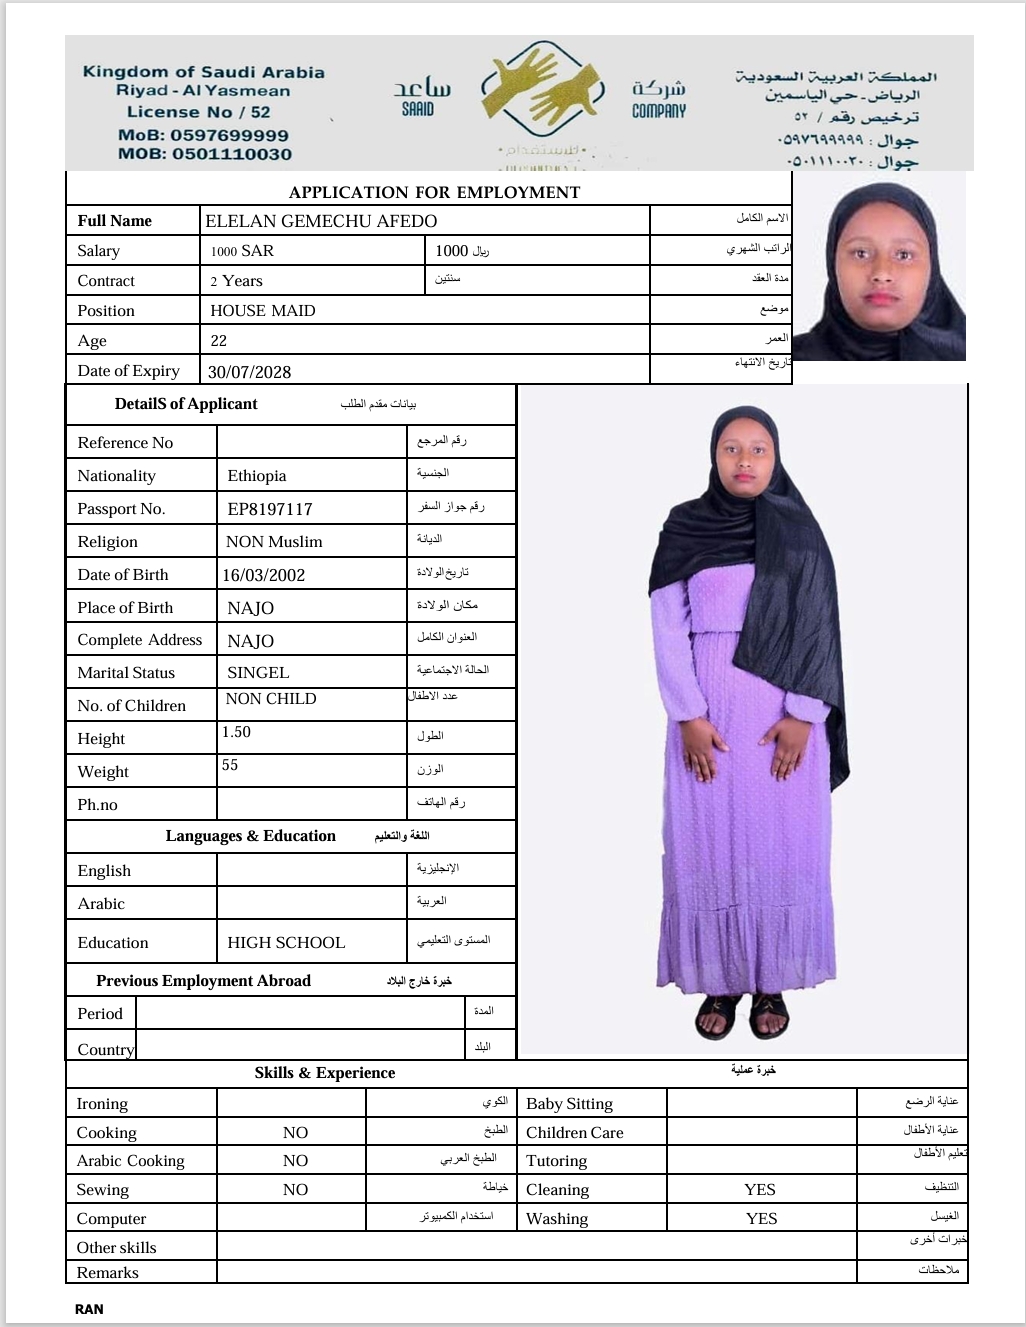 Kingdom of Saudi Arabia
Riyad - Al Yasmean
License No / 52
MoB: 0597699999
MOB: 0501110030
ساعد
SAAID
شركة
COMPANY
للإستقدام
المملكة العربية السعودية
الرياض-حي الياسمين
ترخيص رقم / ٥٢
جوال : ٠٥٩٧٦٩٩٩٩٩
جوال : ٠٥٠١١١٠٠٣٠
APPLICATION FOR EMPLOYMENT
Full Name ELELAN GEMECHU AFEDO الاسم الكامل
Salary 1000 SAR 1000 ريال الراتب الشهري
Contract 2 Years سنتين مدة العقد
Position HOUSE MAID موضع
Age 22 العمر
Date of Expiry 30/07/2028 تاريخ الانتهاء
DetailS of Applicant بيانات مقدم الطلب
Reference No رقم المرجع
Nationality Ethiopia الجنسية
Passport No. EP8197117 رقم جواز السفر
Religion NON Muslim الديانة
Date of Birth 16/03/2002 تاريخ الولادة
Place of Birth NAJO مكان الولادة
Complete Address NAJO العنوان الكامل
Marital Status SINGEL الحالة الاجتماعية
No. of Children NON CHILD عدد الاطفال
Height 1.50 الطول
Weight 55 الوزن
Ph.no رقم الهاتف
Languages & Education اللغة والتعليم
English الإنجليزية
Arabic العربية
Education HIGH SCHOOL المستوى التعليمي
Previous Employment Abroad خبرة خارج البلاد
Period المدة
Country البلد
Skills & Experience خبرة عملية
Ironing الكوي Baby Sitting عناية الرضع
Cooking NO الطبخ Children Care عناية الأطفال
Arabic Cooking NO الطبخ العربي Tutoring تعليم الأطفال
Sewing NO خياطة Cleaning YES التنظيف
Computer استخدام الكمبيوتر Washing YES الغيسل
Other skills خبرات أخرى
Remarks ملاحظات
RAN